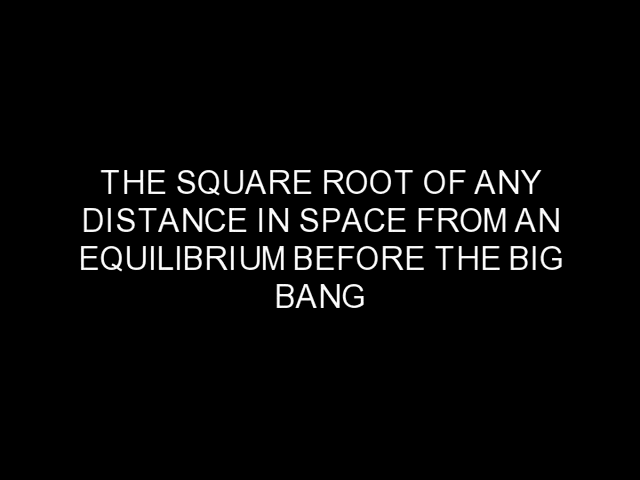 THE SQUARE ROOT OF ANY
DISTANCE IN SPACE FROM AN
EQUILIBRIUM BEFORE THE BIG
BANG